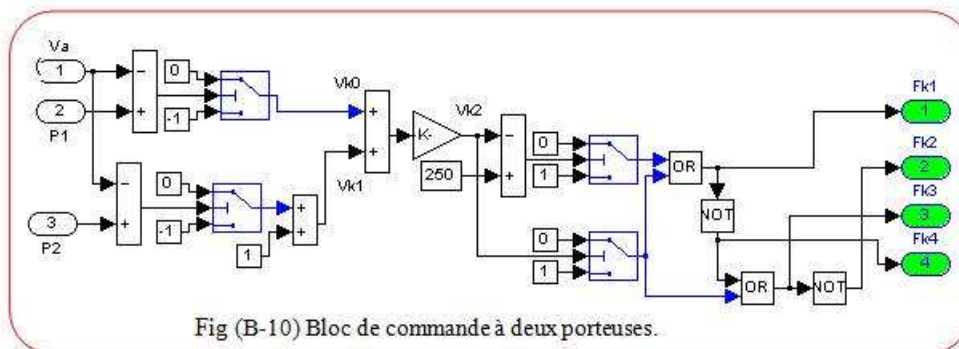 Va
1
2
P1
3
P2
−
+
−
+
0
-1
0
-1
Vk0
Vk1
+
+
1
+
+
K-
Vk2
250
−
+
0
1
0
1
OR
NOT
OR
NOT
Fk1
1
Fk2
2
Fk3
3
Fk4
4
Fig (B-10) Bloc de commande à deux porteuses.